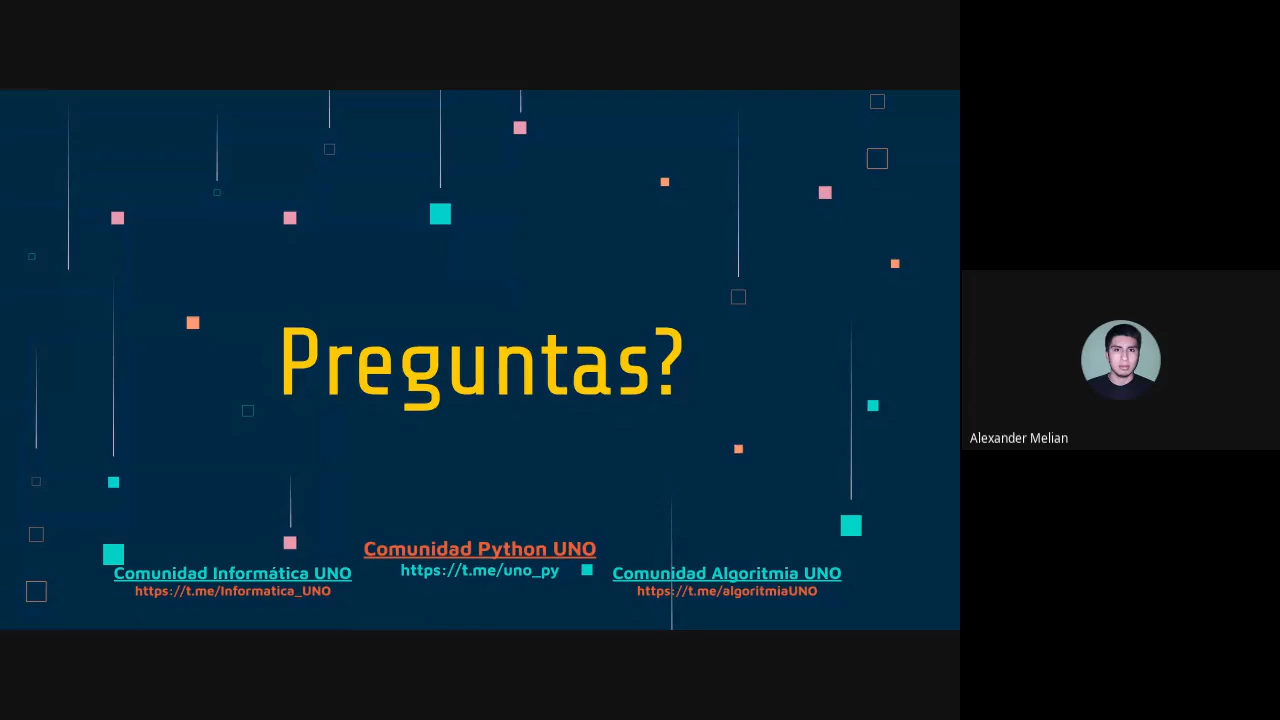 Preguntas?
Comunidad Python UNO
https://t.me/uno_py
Comunidad Informática UNO
https://t.me/Informatica_UNO
Comunidad Algoritmia UNO
https://t.me/algoritmiaUNO
Alexander Melian